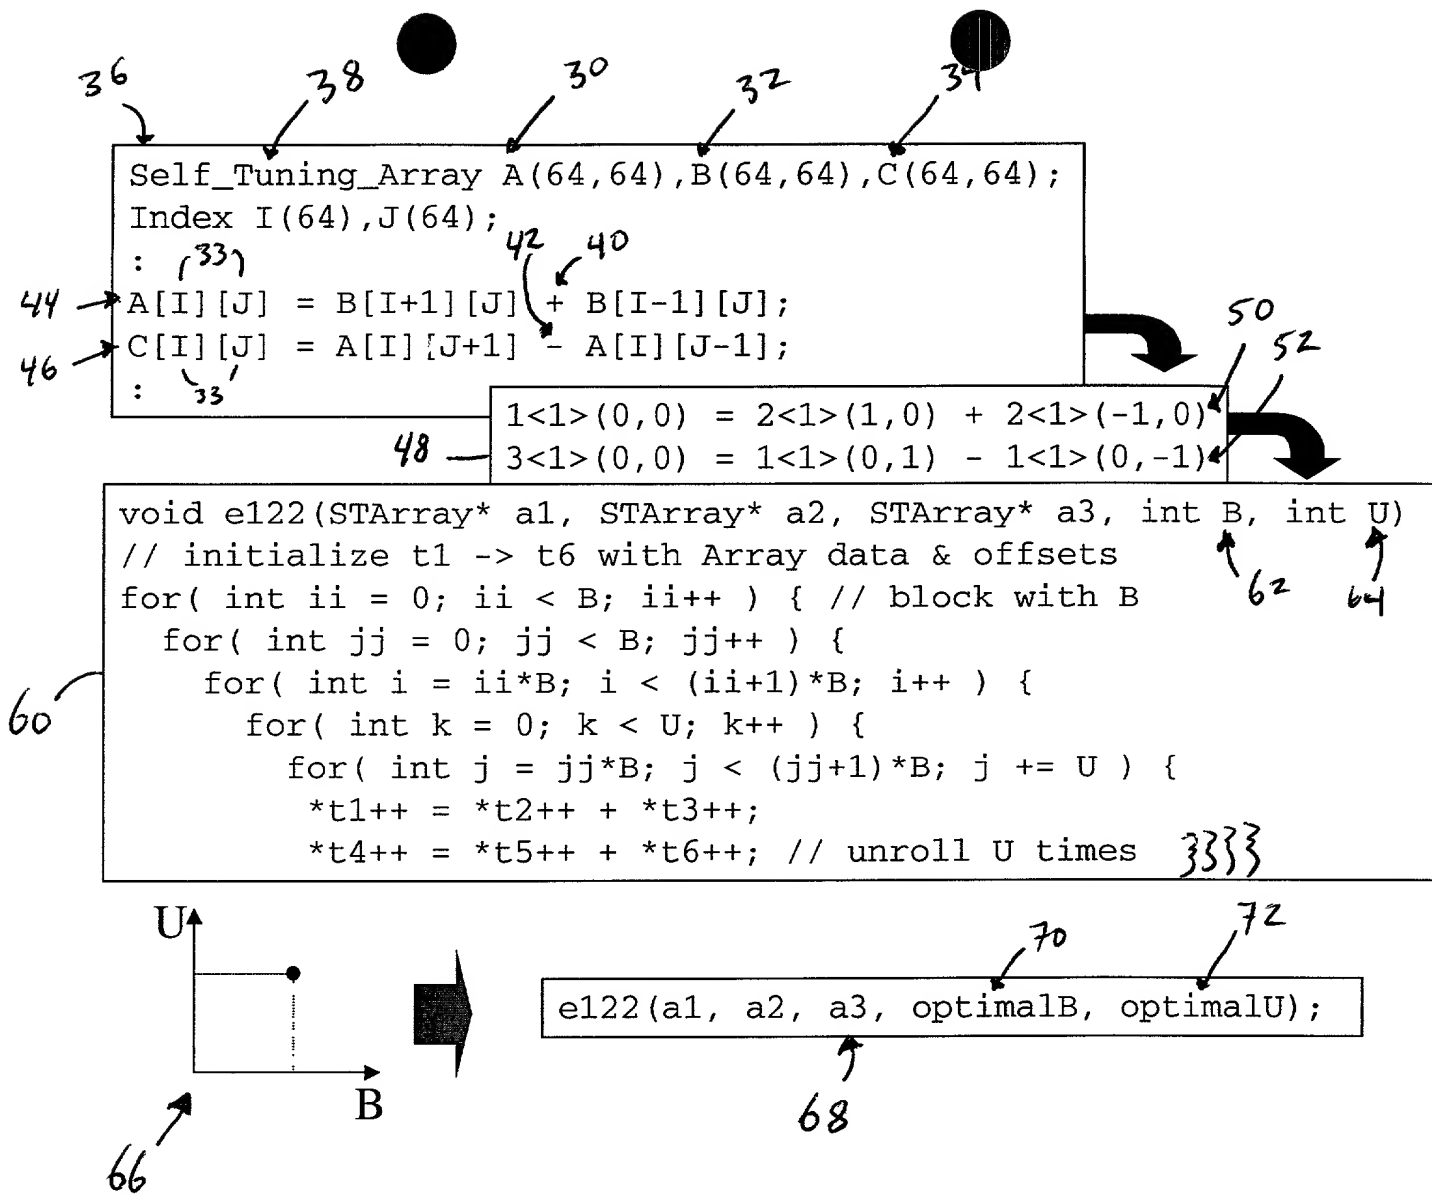 36 38 30 32 34
Self_Tuning_Array A(64,64),B(64,64),C(64,64);
Index I(64),J(64);
42 40
: 33
44 A[I][J] = B[I+1][J] + B[I-1][J];
46 C[I][J] = A[I][J+1] - A[I][J-1];
: 33
50
52
1<1>(0,0) = 2<1>(1,0) + 2<1>(-1,0)
48 3<1>(0,0) = 1<1>(0,1) - 1<1>(0,-1)
void e122(STArray* a1, STArray* a2, STArray* a3, int B, int U)
// initialize t1 -> t6 with Array data & offsets
62 64
for( int ii = 0; ii < B; ii++ ) { // block with B
for( int jj = 0; jj < B; jj++ ) {
for( int i = ii*B; i < (ii+1)*B; i++ ) {
60
for( int k = 0; k < U; k++ ) {
for( int j = jj*B; j < (jj+1)*B; j += U ) {
*t1++ = *t2++ + *t3++;
*t4++ = *t5++ + *t6++; // unroll U times }}}}
U
B
66
70 72
e122(a1, a2, a3, optimalB, optimalU);
68